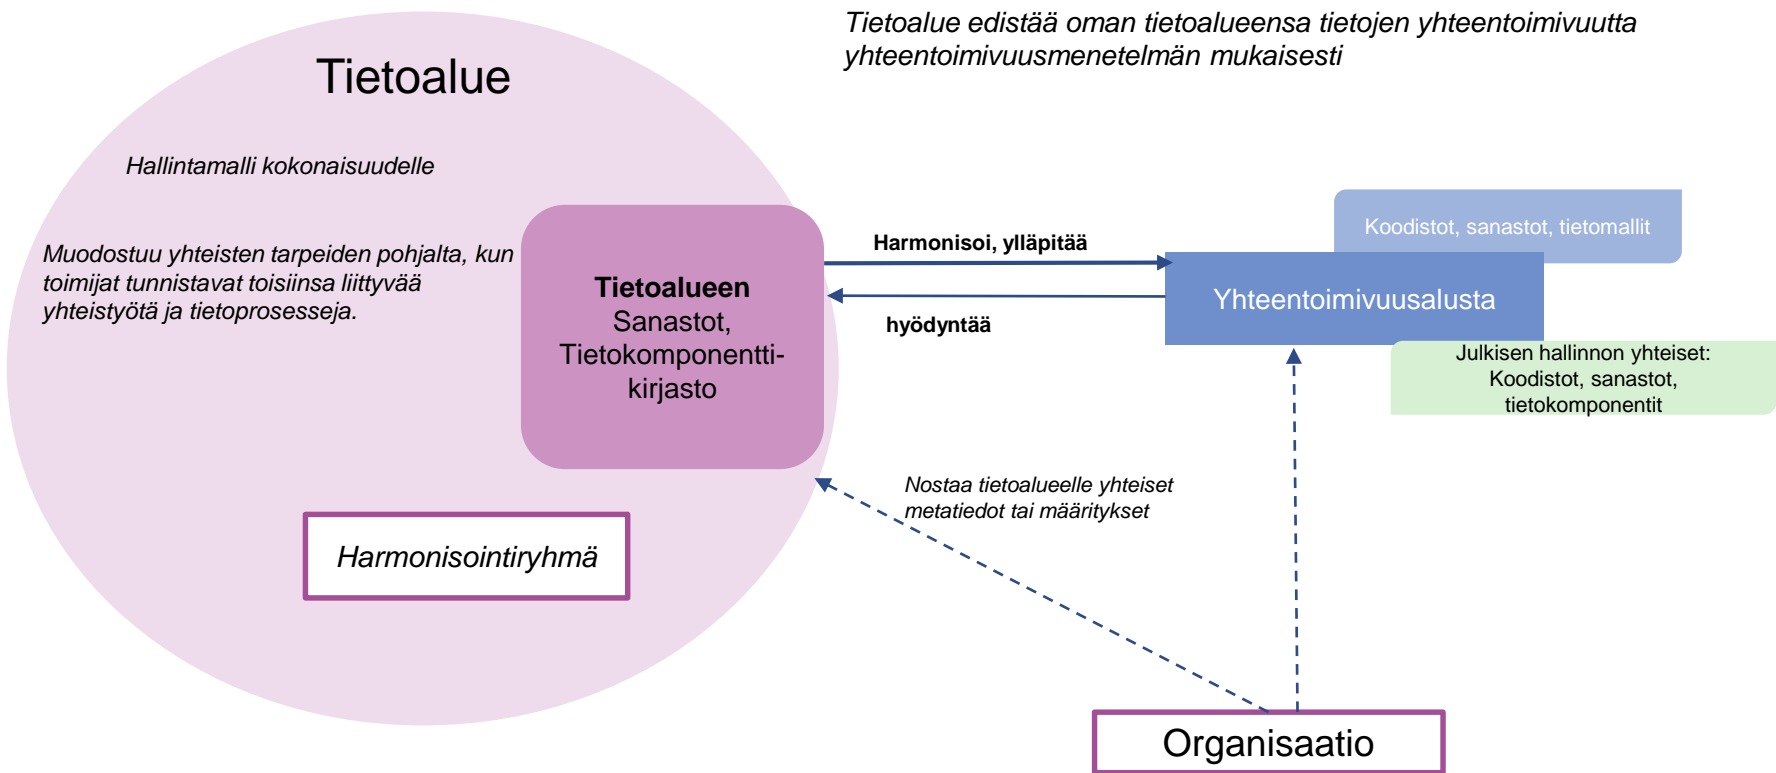 Tietoalue edistää oman tietoalueensa tietojen yhteentoimivuutta
yhteentoimivuusmenetelmän mukaisesti
Tietoalue
Hallintamalli kokonaisuudelle
Muodostuu yhteisten tarpeiden pohjalta, kun
toimijat tunnistavat toisiinsa liittyvää
yhteistyötä ja tietoprosesseja.
Tietoalueen
Sanastot,
Tietokomponentti-
kirjasto
Harmonisointiryhmä
Harmonisoi, ylläpitää
hyödyntää
Koodistot, sanastot, tietomallit
Yhteentoimivuusalusta
Julkisen hallinnon yhteiset:
Koodistot, sanastot,
tietokomponentit
Nostaa tietoalueelle yhteiset
metatiedot tai määritykset
Organisaatio